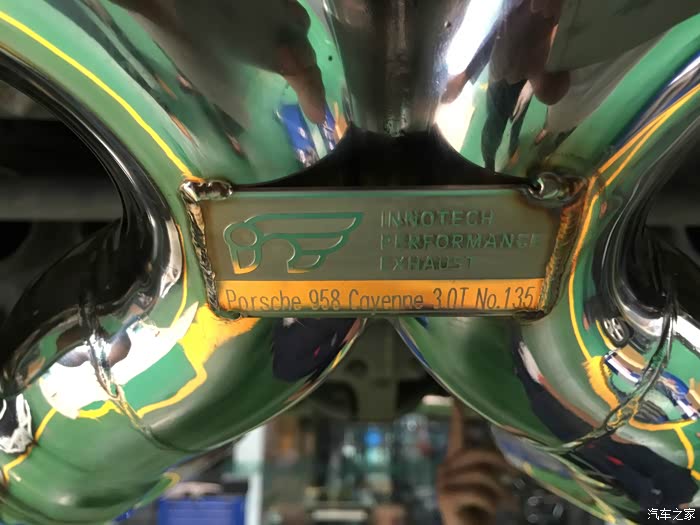 INNOTECH
PERFORMANCE
EXHAUST
Porsche 958 Cayenne 3.0T No.135
汽车之家